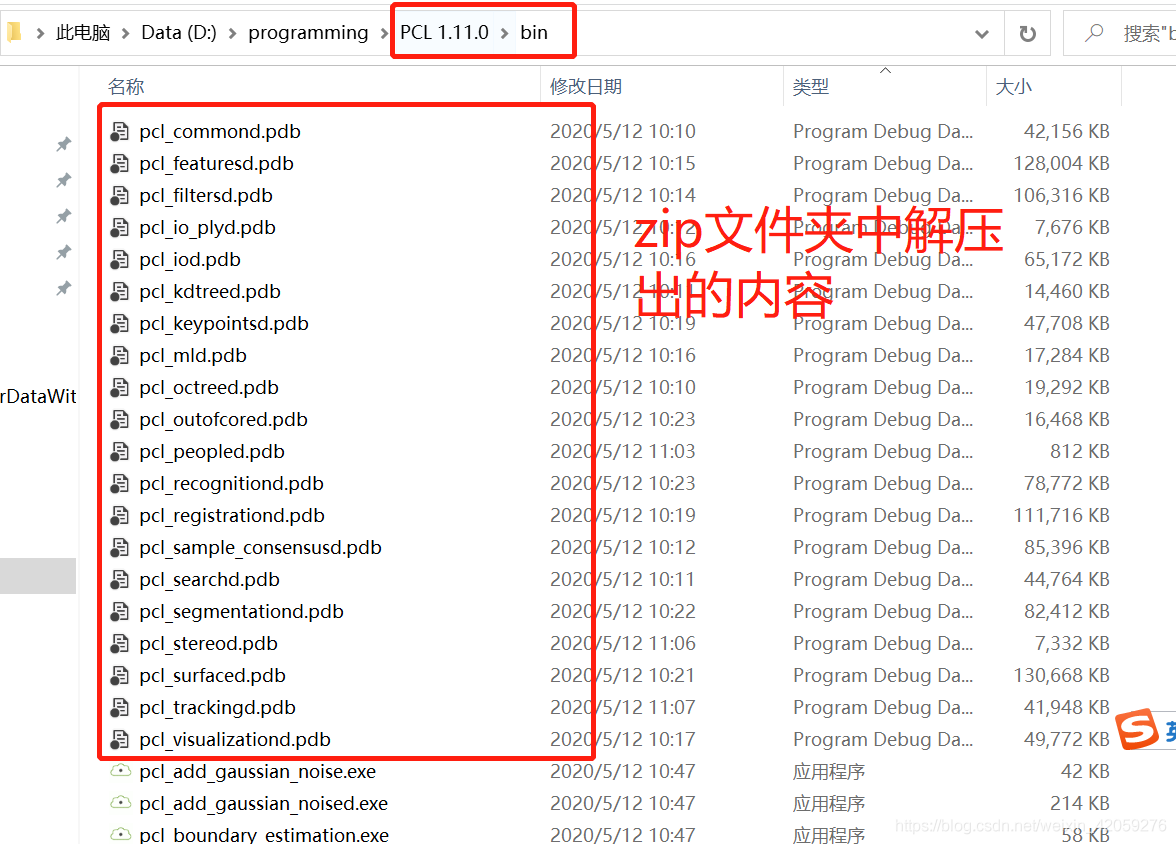 此电脑 > Data (D:) > programming > PCL 1.11.0 > bin 搜索"b
名称 修改日期 类型 大小
pcl_commond.pdb 2020/5/12 10:10 Program Debug Da... 42,156 KB
pcl_featuresd.pdb 2020/5/12 10:15 Program Debug Da... 128,004 KB
pcl_filtersd.pdb 2020/5/12 10:14 Program Debug Da... 106,316 KB
pcl_io_plyd.pdb 2020/5/12 Program Debug Da... 7,676 KB
zip文件夹中解压
pcl_iod.pdb 2020/5/12 10:16 Program Debug Da... 65,172 KB
pcl_kdtreed.pdb 2020/5/12 Program Debug Da... 14,460 KB
出的内容
pcl_keypointsd.pdb 2020/5/12 10:19 Program Debug Da... 47,708 KB
pcl_mld.pdb 2020/5/12 10:16 Program Debug Da... 17,284 KB
pcl_octreed.pdb 2020/5/12 10:10 Program Debug Da... 19,292 KB
rDataWit
pcl_outofcored.pdb 2020/5/12 10:23 Program Debug Da... 16,468 KB
pcl_peopled.pdb 2020/5/12 11:03 Program Debug Da... 812 KB
pcl_recognitiond.pdb 2020/5/12 10:23 Program Debug Da... 78,772 KB
pcl_registrationd.pdb 2020/5/12 10:19 Program Debug Da... 111,716 KB
pcl_sample_consensusd.pdb 2020/5/12 10:12 Program Debug Da... 85,396 KB
pcl_searchd.pdb 2020/5/12 10:11 Program Debug Da... 44,764 KB
pcl_segmentationd.pdb 2020/5/12 10:22 Program Debug Da... 82,412 KB
pcl_stereod.pdb 2020/5/12 11:06 Program Debug Da... 7,332 KB
pcl_surfaced.pdb 2020/5/12 10:21 Program Debug Da... 130,668 KB
pcl_trackingd.pdb 2020/5/12 11:07 Program Debug Da... 41,948 KB
pcl_visualizationd.pdb 2020/5/12 10:17 Program Debug Da... 49,772 KB
S 英
pcl_add_gaussian_noise.exe 2020/5/12 10:47 应用程序 42 KB
pcl_add_gaussian_noised.exe 2020/5/12 10:47 应用程序 214 KB
pcl_boundary_estimation.exe 2020/5/12 10:47 应用程序 58 KB
https://blog.csdn.net/weixin_42059276